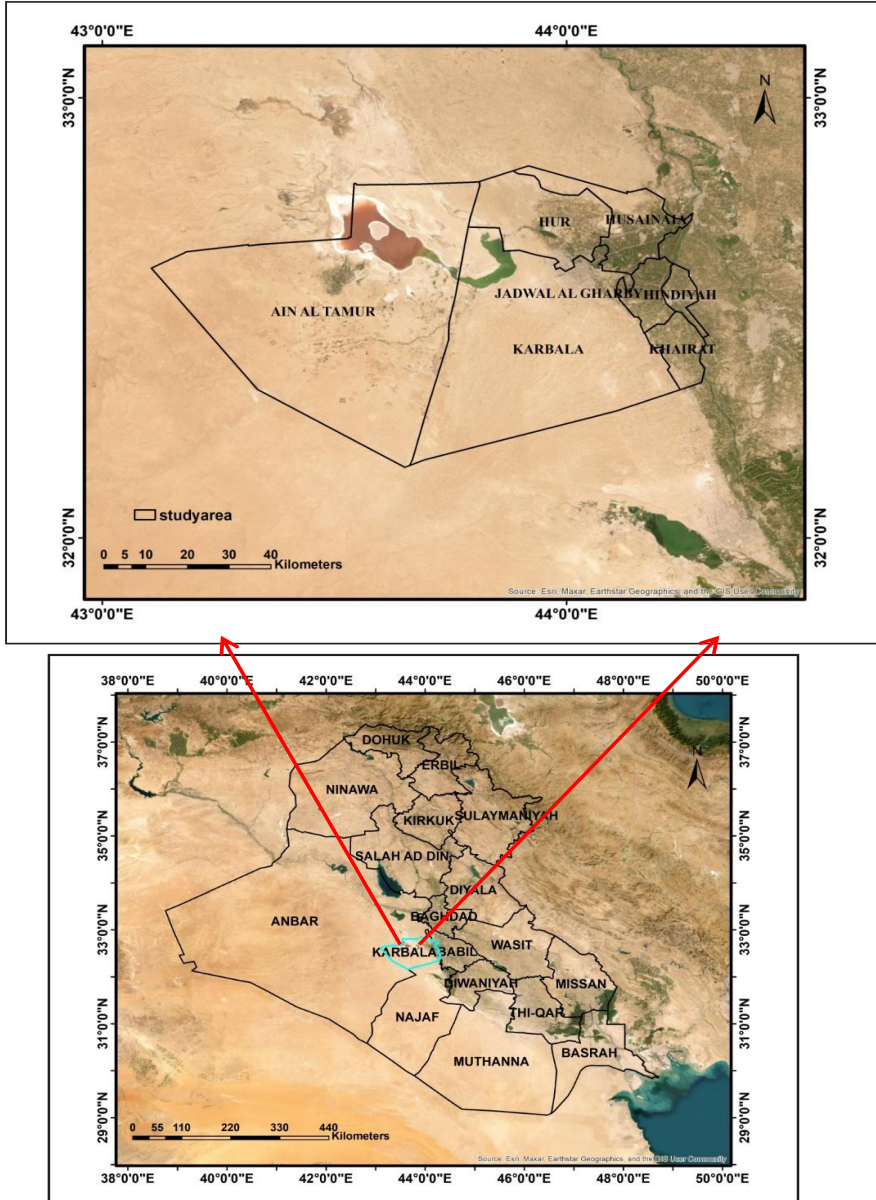 43°0'0"E 44°0'0"E
33°0'0"N
33°0'0"N
N
HUR
HUSAINAIA
JADWAL AL GHARBY
HINDIYAH
AIN AL TAMUR
KARBALA
KHAIRAT
studyarea
0 5 10 20 30 40
Kilometers
32°0'0"N
32°0'0"N
Source: Esri, Maxar, Earthstar Geographics, and the GIS User Community
43°0'0"E 44°0'0"E
38°0'0"E 40°0'0"E 42°0'0"E 44°0'0"E 46°0'0"E 48°0'0"E 50°0'0"E
37°0'0"N
37°0'0"N
35°0'0"N
35°0'0"N
33°0'0"N
33°0'0"N
31°0'0"N
31°0'0"N
29°0'0"N
29°0'0"N
N
DOHUK
ERBIL
NINAWA
KIRKUK
SULAYMANIYAH
SALAH AD DIN
DIYALA
ANBAR
BAGHDAD
WASIT
KARBALA
BABIL
DIWANIYAH
MISSAN
NAJAF
THI-QAR
MUTHANNA
BASRAH
0 55 110 220 330 440
Kilometers
Source: Esri, Maxar, Earthstar Geographics, and the GIS User Community
38°0'0"E 40°0'0"E 42°0'0"E 44°0'0"E 46°0'0"E 48°0'0"E 50°0'0"E